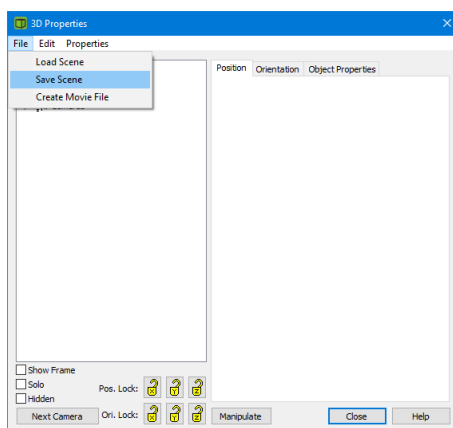 3D Properties
File Edit Properties
Load Scene
Save Scene
Create Movie File
Position Orientation Object Properties
Show Frame
Solo
Hidden
Pos. Lock: X Y Z
Next Camera Ori. Lock: X Y Z
Manipulate Close Help